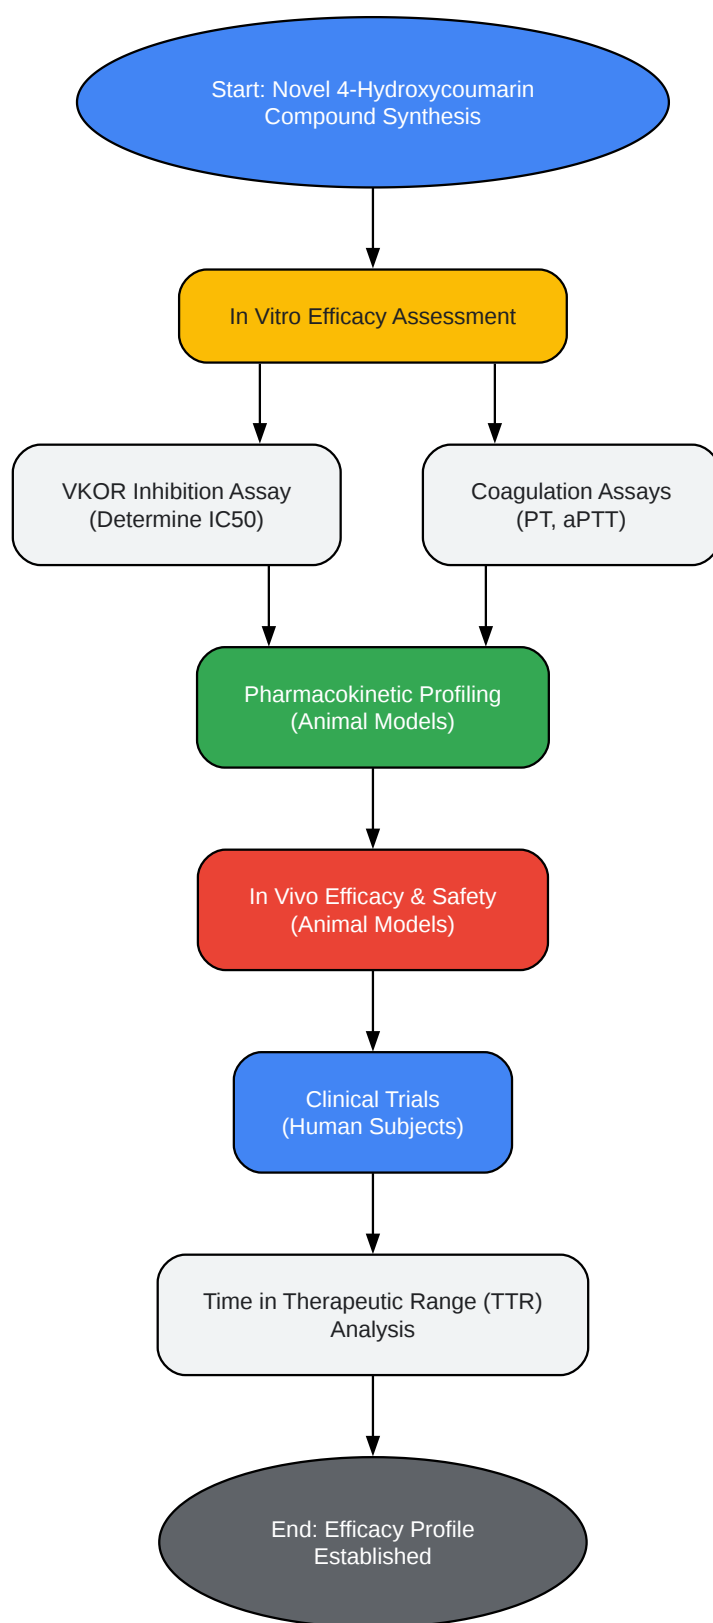 Start: Novel 4-Hydroxycoumarin
Compound Synthesis
In Vitro Efficacy Assessment
VKOR Inhibition Assay
(Determine IC50)
Coagulation Assays
(PT, aPTT)
Pharmacokinetic Profiling
(Animal Models)
In Vivo Efficacy & Safety
(Animal Models)
Clinical Trials
(Human Subjects)
Time in Therapeutic Range (TTR)
Analysis
End: Efficacy Profile
Established